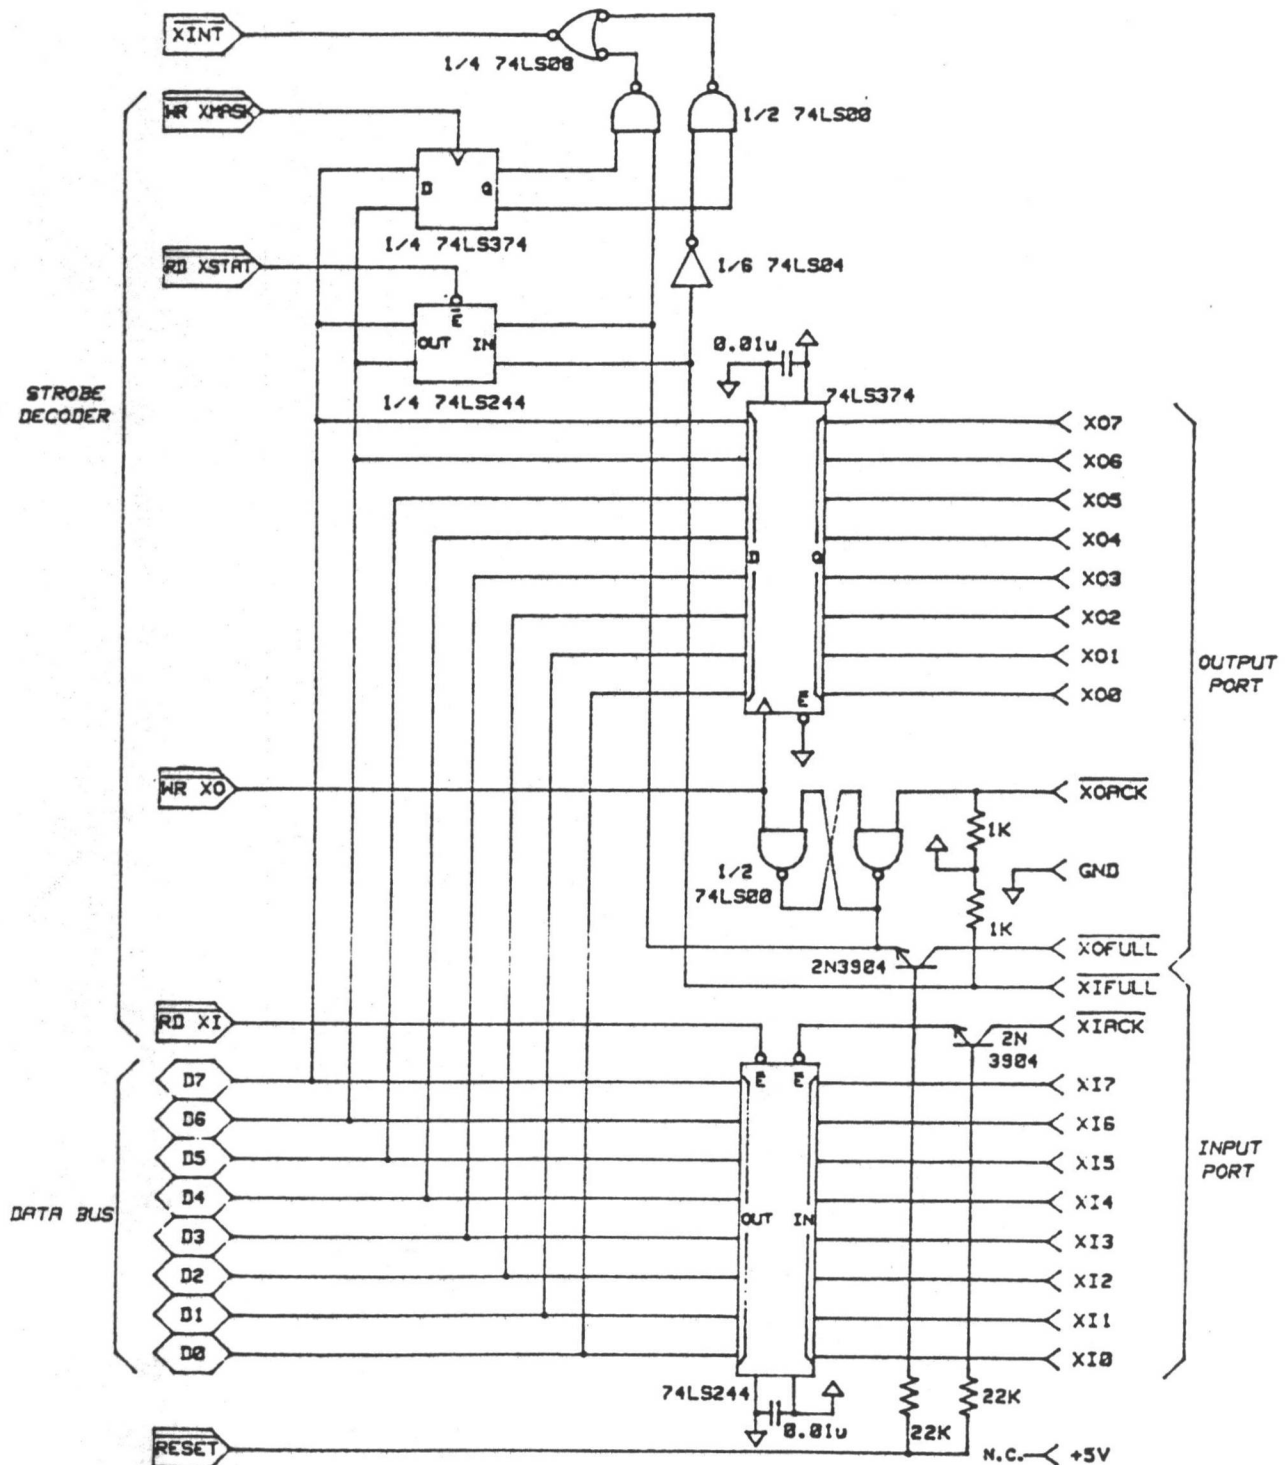 XINT
1/4 74LS08
WR XMASK
1/2 74LS00
D Q
1/4 74LS374
RD XSTAT
1/6 74LS04
E
OUT IN
1/4 74LS244
0.01u
74LS374
STROBE
DECODER
XO7
XO6
XO5
XO4
D Q
XO3
XO2
XO1
XO0
E
OUTPUT
PORT
WR XO
XOACK
1K
1/2
74LS00
GND
1K
2N3904
XOFULL
XIFULL
RD XI
XIACK
2N
3904
E E
D7
XI7
D6
XI6
D5
XI5
D4
XI4
DATA BUS
OUT IN
D3
XI3
D2
XI2
D1
XI1
D0
XI0
INPUT
PORT
74LS244
0.01u
22K
22K
RESET
N.C. +5V